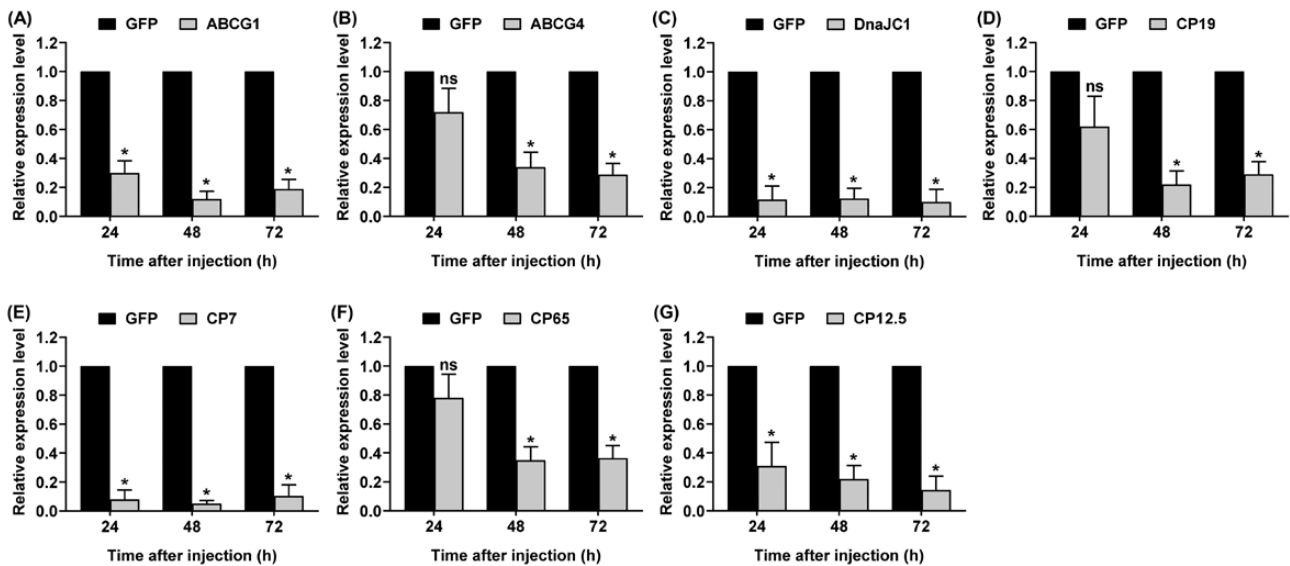 (A)
GFP ABCG1
Relative expression level
1.2
1.0
0.8
0.6
0.4
0.2
0.0
* * *
24 48 72
Time after injection (h)
(B)
GFP ABCG4
Relative expression level
1.2
1.0
0.8
0.6
0.4
0.2
0.0
ns * *
24 48 72
Time after injection (h)
(C)
GFP DnaJC1
Relative expression level
1.2
1.0
0.8
0.6
0.4
0.2
0.0
* * *
24 48 72
Time after injection (h)
(D)
GFP CP19
Relative expression level
1.2
1.0
0.8
0.6
0.4
0.2
0.0
ns * *
24 48 72
Time after injection (h)
(E)
GFP CP7
Relative expression level
1.2
1.0
0.8
0.6
0.4
0.2
0.0
* * *
24 48 72
Time after injection (h)
(F)
GFP CP65
Relative expression level
1.2
1.0
0.8
0.6
0.4
0.2
0.0
ns * *
24 48 72
Time after injection (h)
(G)
GFP CP12.5
Relative expression level
1.2
1.0
0.8
0.6
0.4
0.2
0.0
* * *
24 48 72
Time after injection (h)